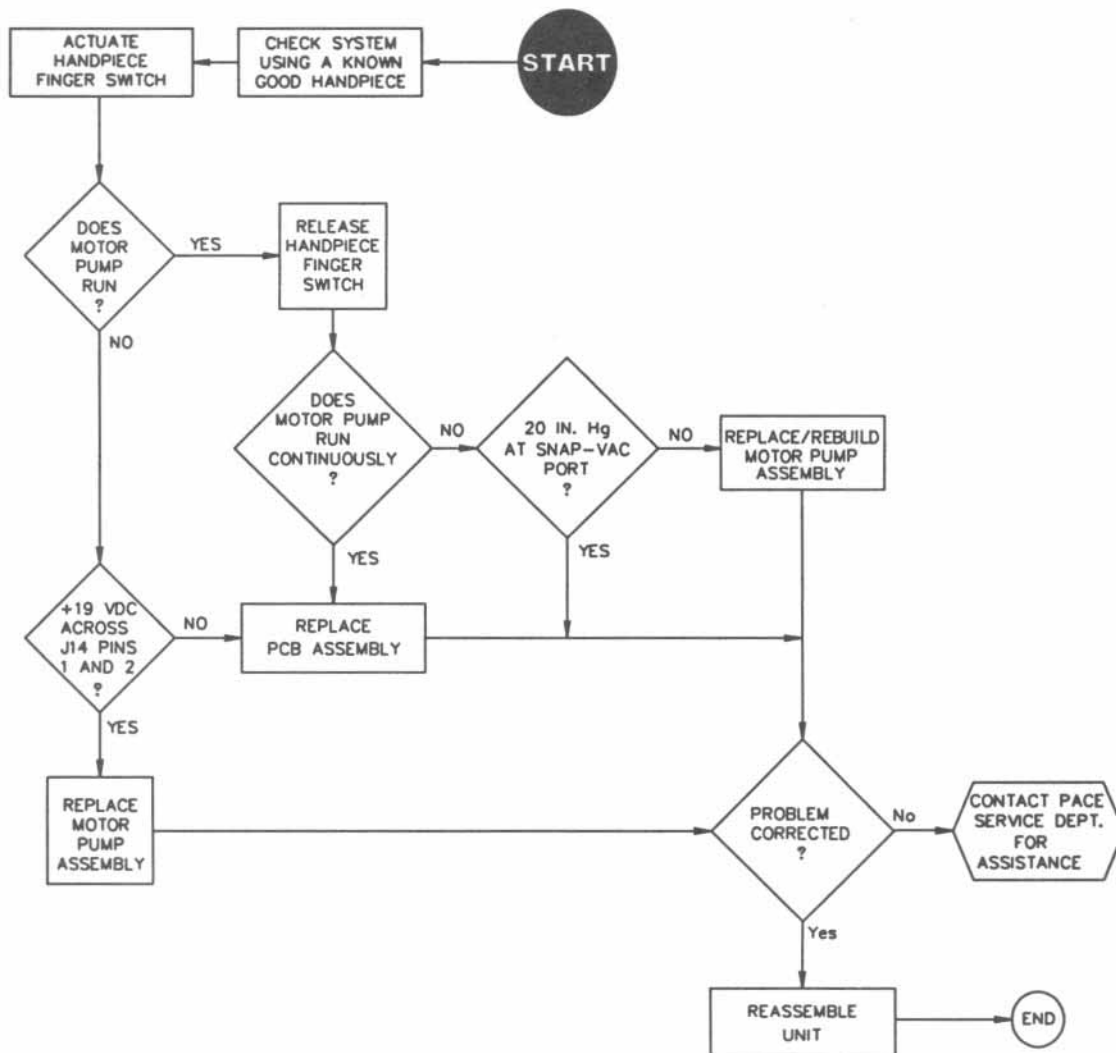 ACTUATE
HANDPIECE
FINGER SWITCH
CHECK SYSTEM
USING A KNOWN
GOOD HANDPIECE
START
DOES
MOTOR
PUMP
RUN
?
YES
RELEASE
HANDPIECE
FINGER
SWITCH
NO
DOES
MOTOR PUMP
RUN
CONTINUOUSLY
?
NO
20 IN. Hg
AT SNAP-VAC
PORT
?
NO
REPLACE/REBUILD
MOTOR PUMP
ASSEMBLY
YES
YES
+19 VDC
ACROSS
J14 PINS
1 AND 2
?
NO
REPLACE
PCB ASSEMBLY
YES
REPLACE
MOTOR
PUMP
ASSEMBLY
PROBLEM
CORRECTED
?
No
CONTACT PACE
SERVICE DEPT.
FOR
ASSISTANCE
Yes
REASSEMBLE
UNIT
END